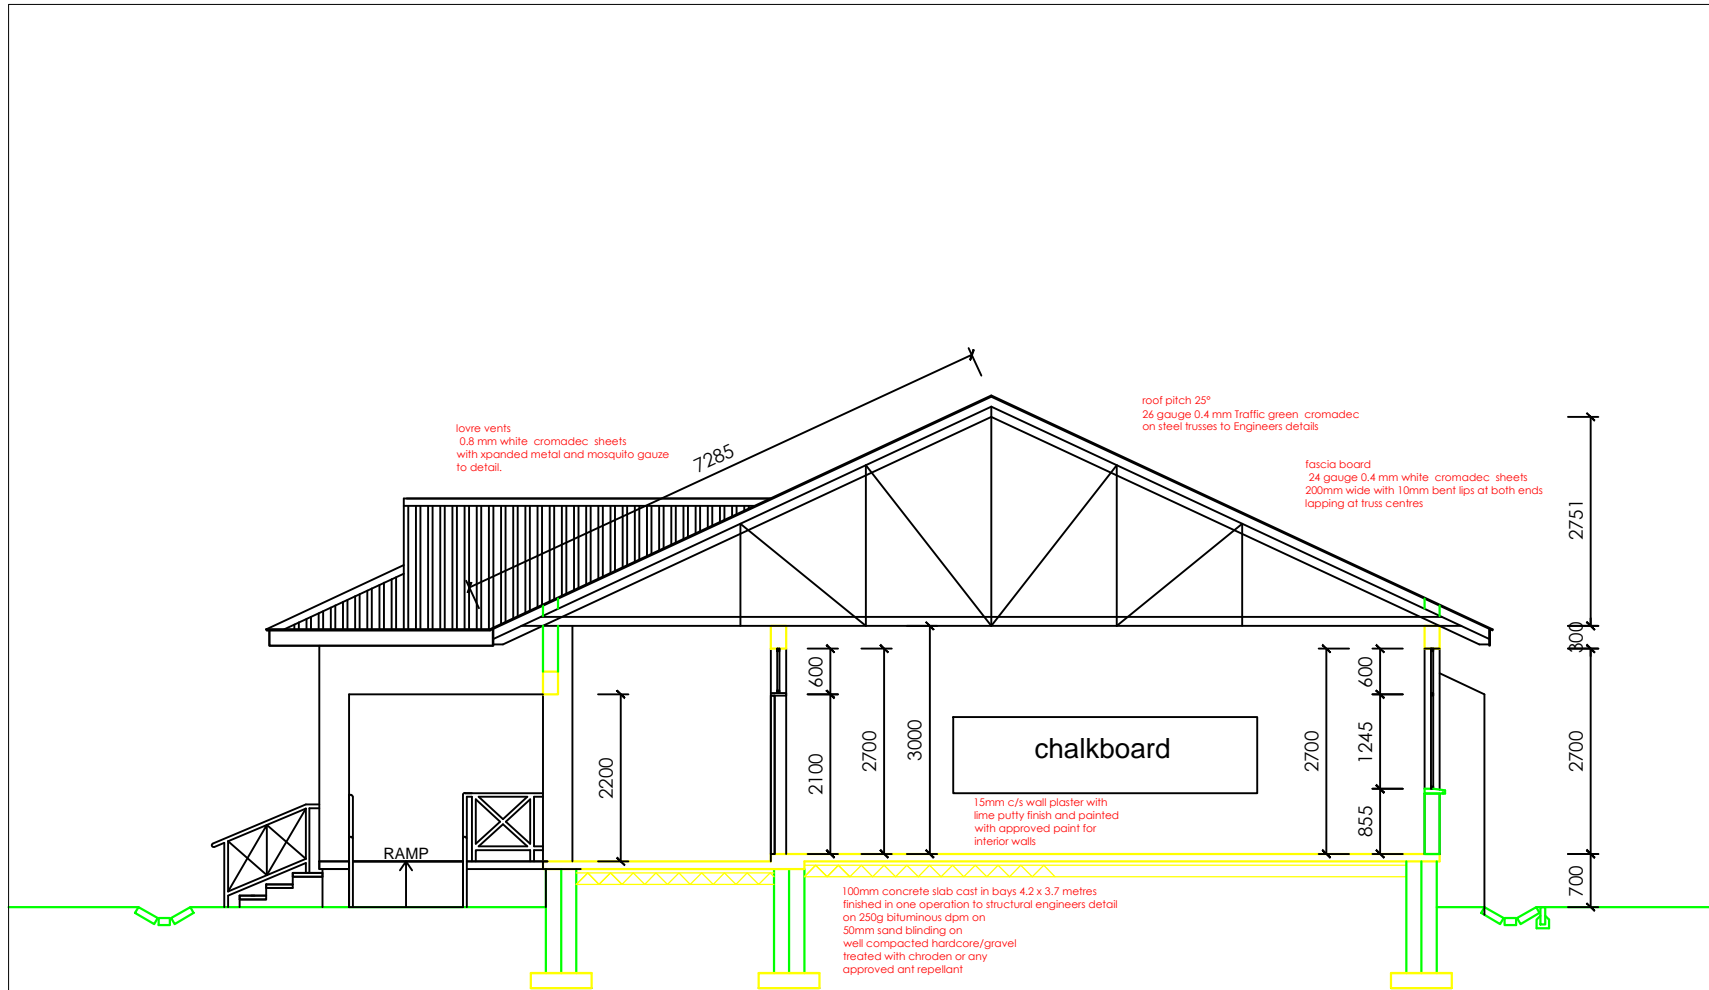 lovre vents
0.8 mm white cromadec sheets
with xpanded metal and mosquito gauze
to detail.
7285
roof pitch 25°
26 gauge 0.4 mm Traffic green cromadec
on steel trusses to Engineers details
fascia board
24 gauge 0.4 mm white cromadec sheets
200mm wide with 10mm bent lips at both ends
lapping at truss centres
2751
300
2700
700
600
2100
2700
3000
2200
chalkboard
2700
600
1245
855
15mm c/s wall plaster with
lime putty finish and painted
with approved paint for
interior walls
RAMP
100mm concrete slab cast in bays 4.2 x 3.7 metres
finished in one operation to structural engineers detail
on 250g bituminous dpm on
50mm sand blinding on
well compacted hardcore/gravel
treated with chroden or any
approved ant repellant